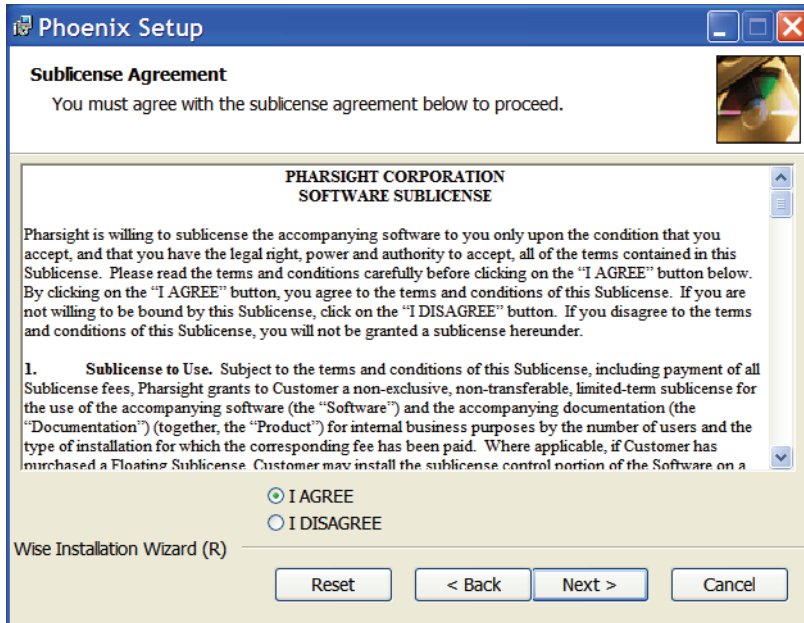 Phoenix Setup
Sublicense Agreement
You must agree with the sublicense agreement below to proceed.
PHARSIGHT CORPORATION
SOFTWARE SUBLICENSE
Pharsight is willing to sublicense the accompanying software to you only upon the condition that you
accept, and that you have the legal right, power and authority to accept, all of the terms contained in this
Sublicense.  Please read the terms and conditions carefully before clicking on the “I AGREE” button below.
By clicking on the “I AGREE” button, you agree to the terms and conditions of this Sublicense.  If you are
not willing to be bound by this Sublicense, click on the “I DISAGREE” button.  If you disagree to the terms
and conditions of this Sublicense, you will not be granted a sublicense hereunder.
1. Sublicense to Use.  Subject to the terms and conditions of this Sublicense, including payment of all
Sublicense fees, Pharsight grants to Customer a non-exclusive, non-transferable, limited-term sublicense for
the use of the accompanying software (the “Software”) and the accompanying documentation (the
“Documentation”) (together, the “Product”) for internal business purposes by the number of users and the
type of installation for which the corresponding fee has been paid.  Where applicable, if Customer has
purchased a Floating Sublicense, Customer may install the sublicense control portion of the Software on a
I AGREE
I DISAGREE
Wise Installation Wizard (R)
Reset
< Back
Next >
Cancel